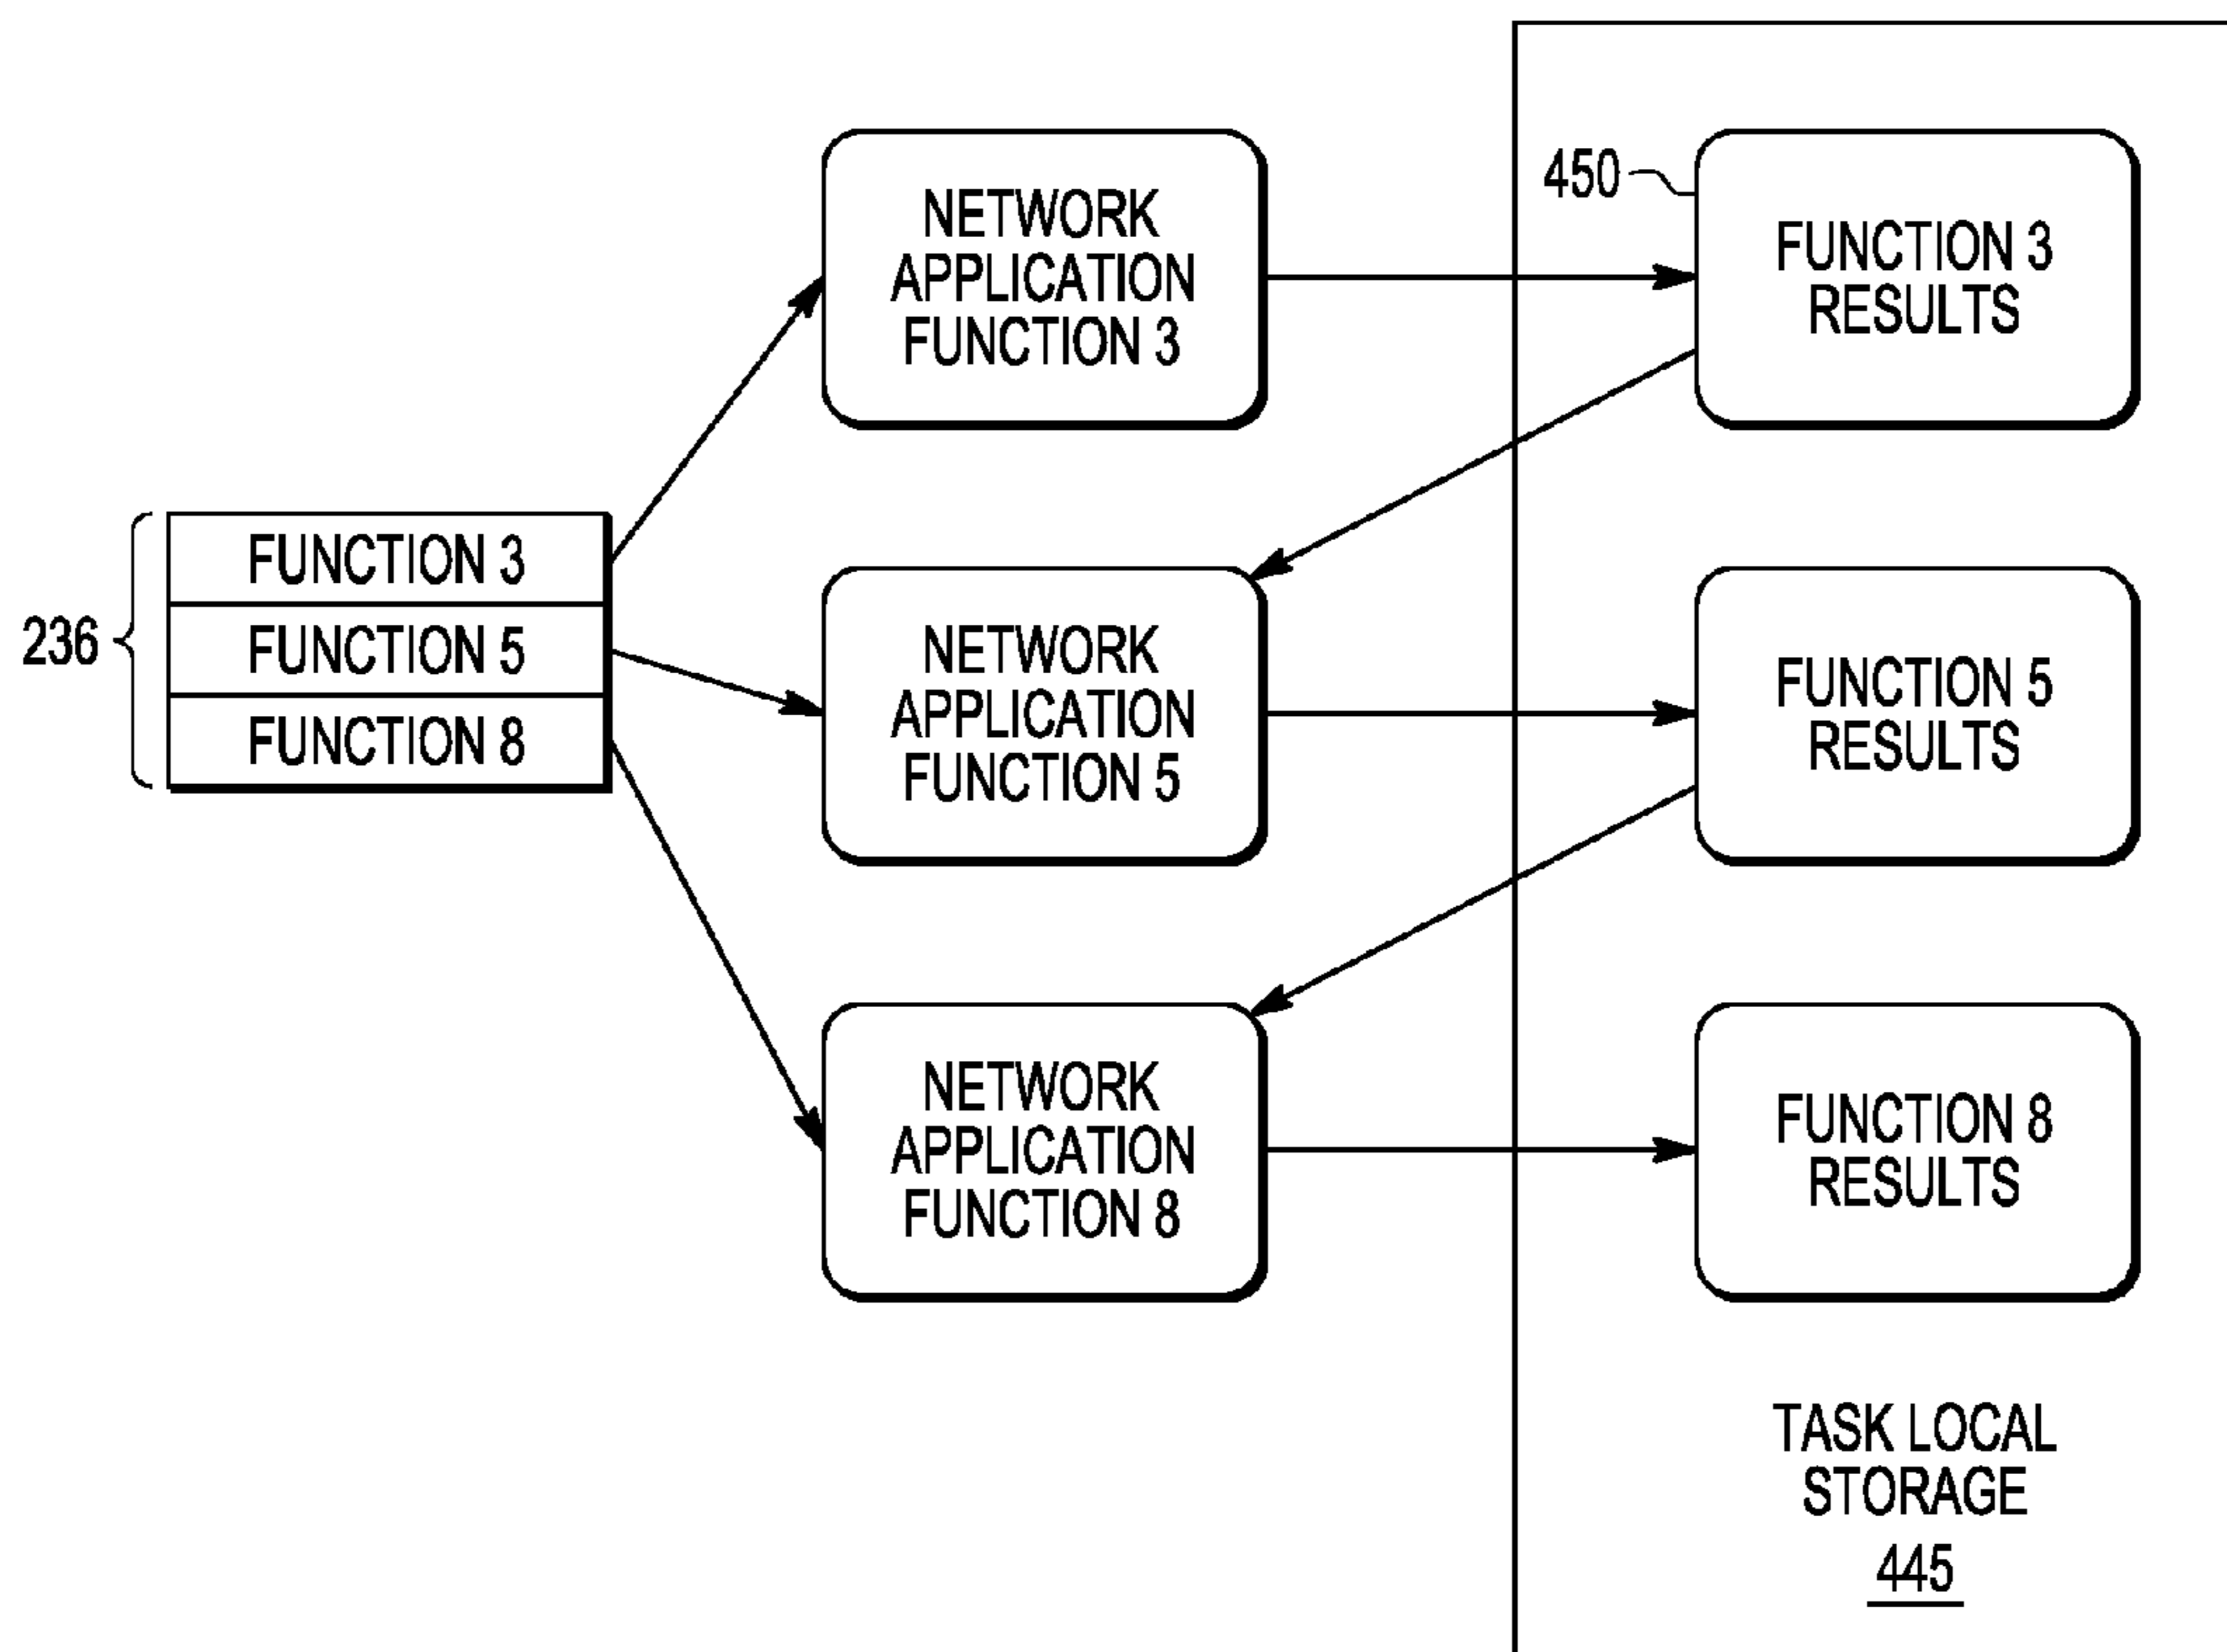 236
FUNCTION 3
FUNCTION 5
FUNCTION 8
NETWORK
APPLICATION
FUNCTION 3
NETWORK
APPLICATION
FUNCTION 5
NETWORK
APPLICATION
FUNCTION 8
450
FUNCTION 3
RESULTS
FUNCTION 5
RESULTS
FUNCTION 8
RESULTS
TASK LOCAL
STORAGE
445